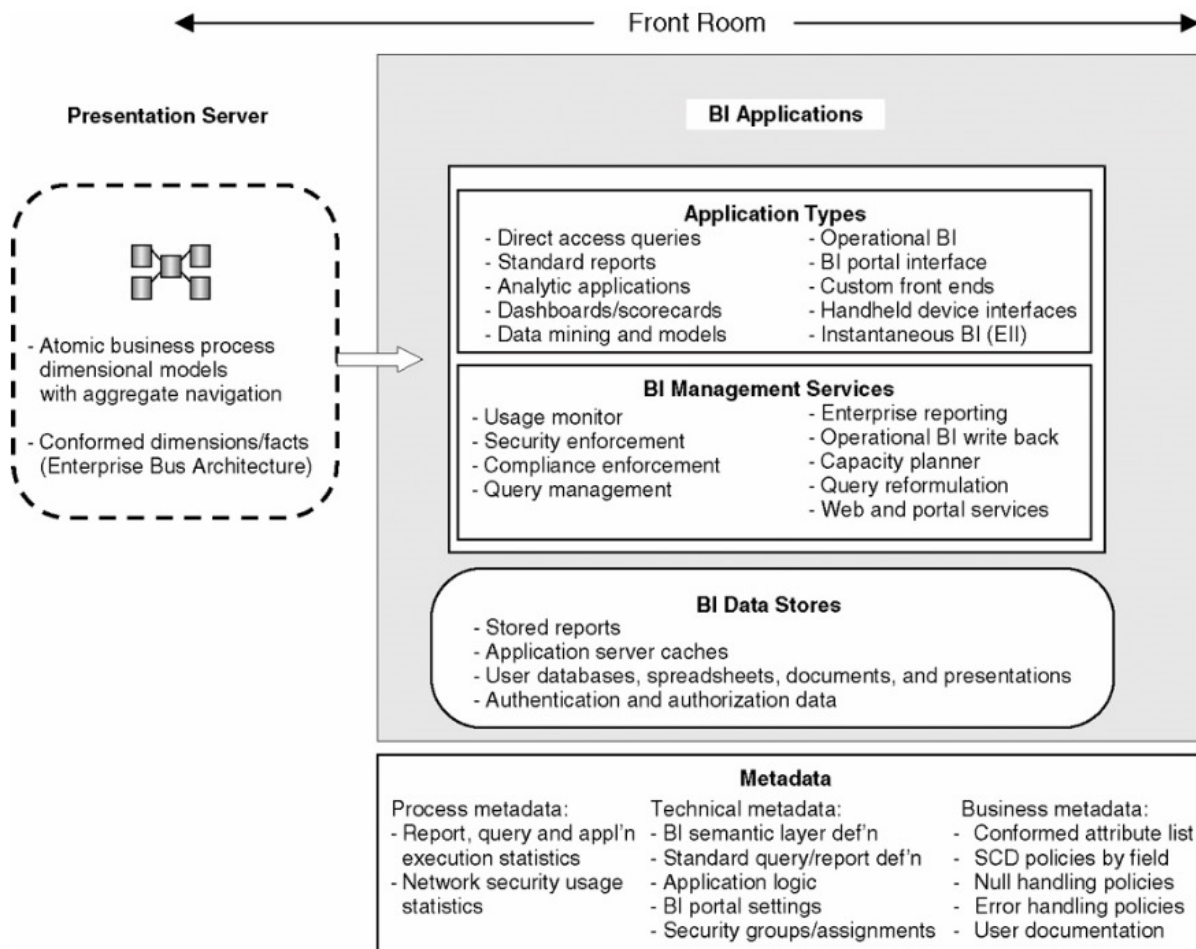 Front Room
Presentation Server
- Atomic business process
dimensional models
with aggregate navigation
- Conformed dimensions/facts
(Enterprise Bus Architecture)
BI Applications
Application Types
- Direct access queries
- Standard reports
- Analytic applications
- Dashboards/scorecards
- Data mining and models
- Operational BI
- BI portal interface
- Custom front ends
- Handheld device interfaces
- Instantaneous BI (EII)
BI Management Services
- Usage monitor
- Security enforcement
- Compliance enforcement
- Query management
- Enterprise reporting
- Operational BI write back
- Capacity planner
- Query reformulation
- Web and portal services
BI Data Stores
- Stored reports
- Application server caches
- User databases, spreadsheets, documents, and presentations
- Authentication and authorization data
Metadata
Process metadata:
- Report, query and appl'n
execution statistics
- Network security usage
statistics
Technical metadata:
- BI semantic layer def'n
- Standard query/report def'n
- Application logic
- BI portal settings
- Security groups/assignments
Business metadata:
- Conformed attribute list
- SCD policies by field
- Null handling policies
- Error handling policies
- User documentation